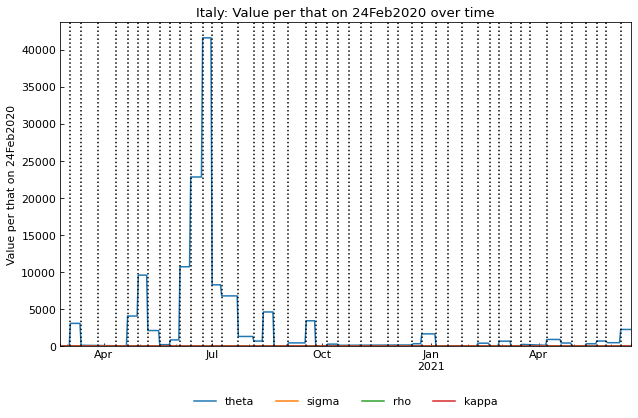 Italy: Value per that on 24Feb2020 over time
Value per that on 24Feb2020
40000
35000
30000
25000
20000
15000
10000
5000
0
Apr Jul Oct Jan Apr
2021
theta sigma rho kappa